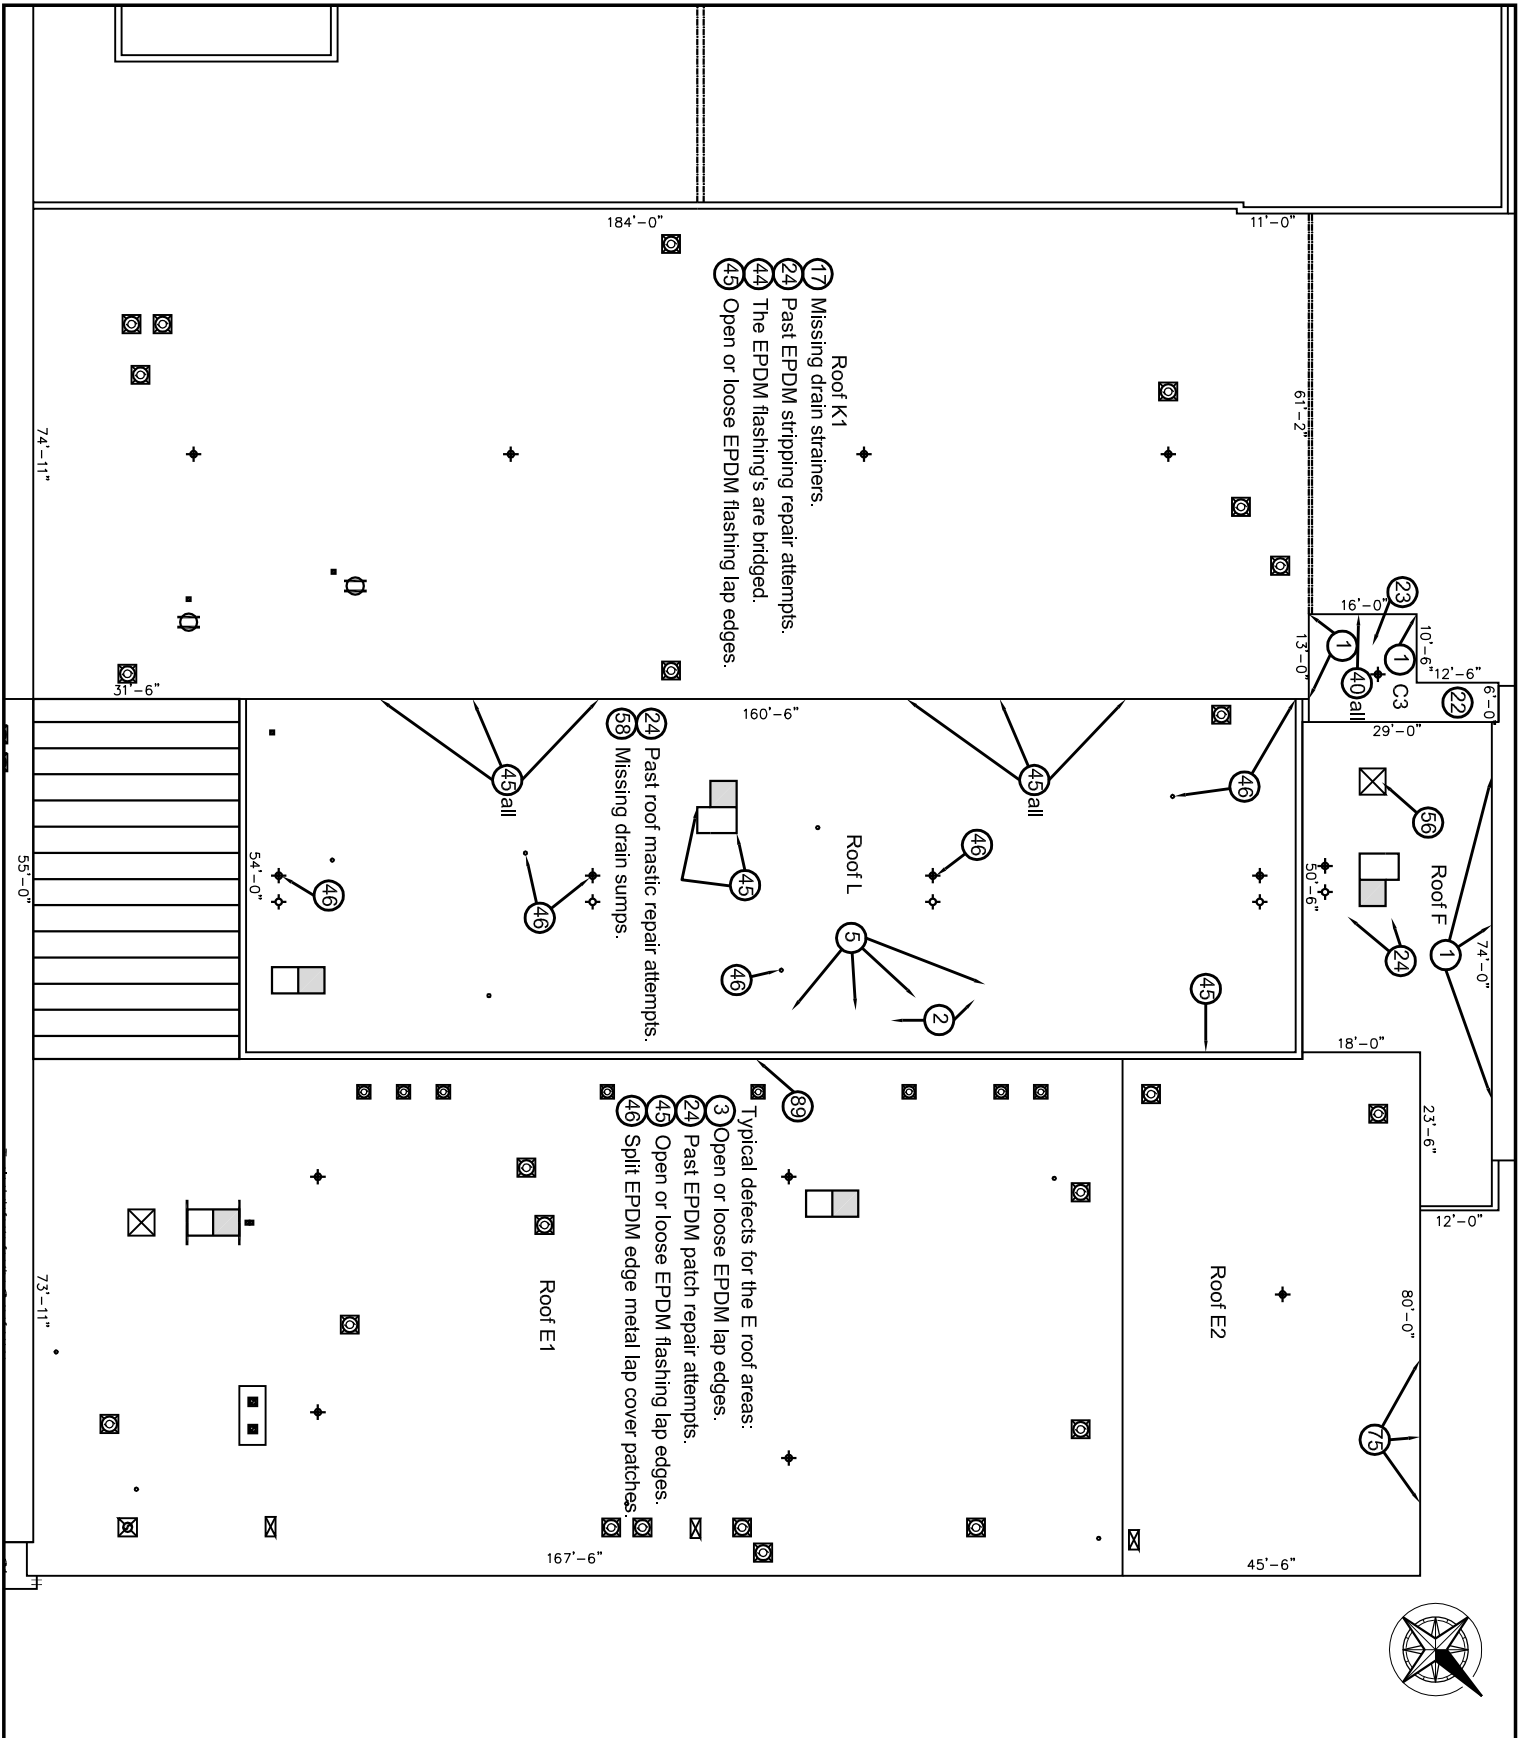 184'-0"
11'-0"
Roof K1
17 Missing drain strainers.
24 Past EPDM stripping repair attempts.
44 The EPDM flashing's are bridged.
45 Open or loose EPDM flashing lap edges.
61'-2"
74'-11"
31'-6"
160'-6"
23
16'-0"
13'-0"
1
1
40 all
C3
10'-6"
12'-6"
22
6'-0"
29'-0"
24 Past roof mastic repair attempts.
58 Missing drain sumps.
45 all
45 all
46
45
46
46
46
46
5
2
45
Roof L
54'-0"
55'-0"
50'-6"
56
Roof F
24
1
74'-0"
18'-0"
23'-6"
12'-0"
89
Typical defects for the E roof areas:
3 Open or loose EPDM lap edges.
24 Past EPDM patch repair attempts.
45 Open or loose EPDM flashing lap edges.
46 Split EPDM edge metal lap cover patches.
Roof E1
Roof E2
80'-0"
75
73'-11"
167'-6"
45'-6"